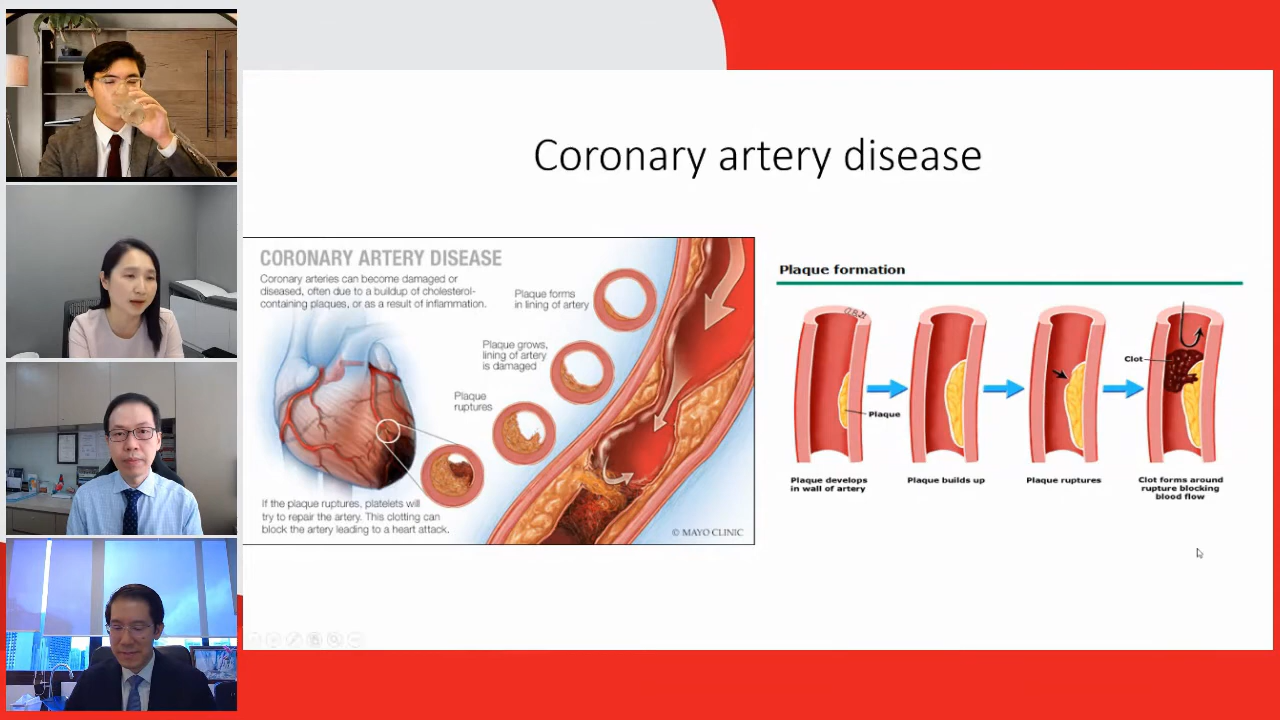 Coronary artery disease
CORONARY ARTERY DISEASE
Coronary arteries can become damaged or
diseased, often due to a buildup of cholesterol-
containing plaques, or as a result of inflammation.
Plaque forms
in lining of artery
Plaque grows,
lining of artery
is damaged
Plaque
ruptures
If the plaque ruptures, platelets will
try to repair the artery. This clotting can
block the artery leading to a heart attack.
© MAYO CLINIC
Plaque formation
Plaque
Clot
Plaque develops
in wall of artery
Plaque builds up
Plaque ruptures
Clot forms around
rupture blocking
blood flow